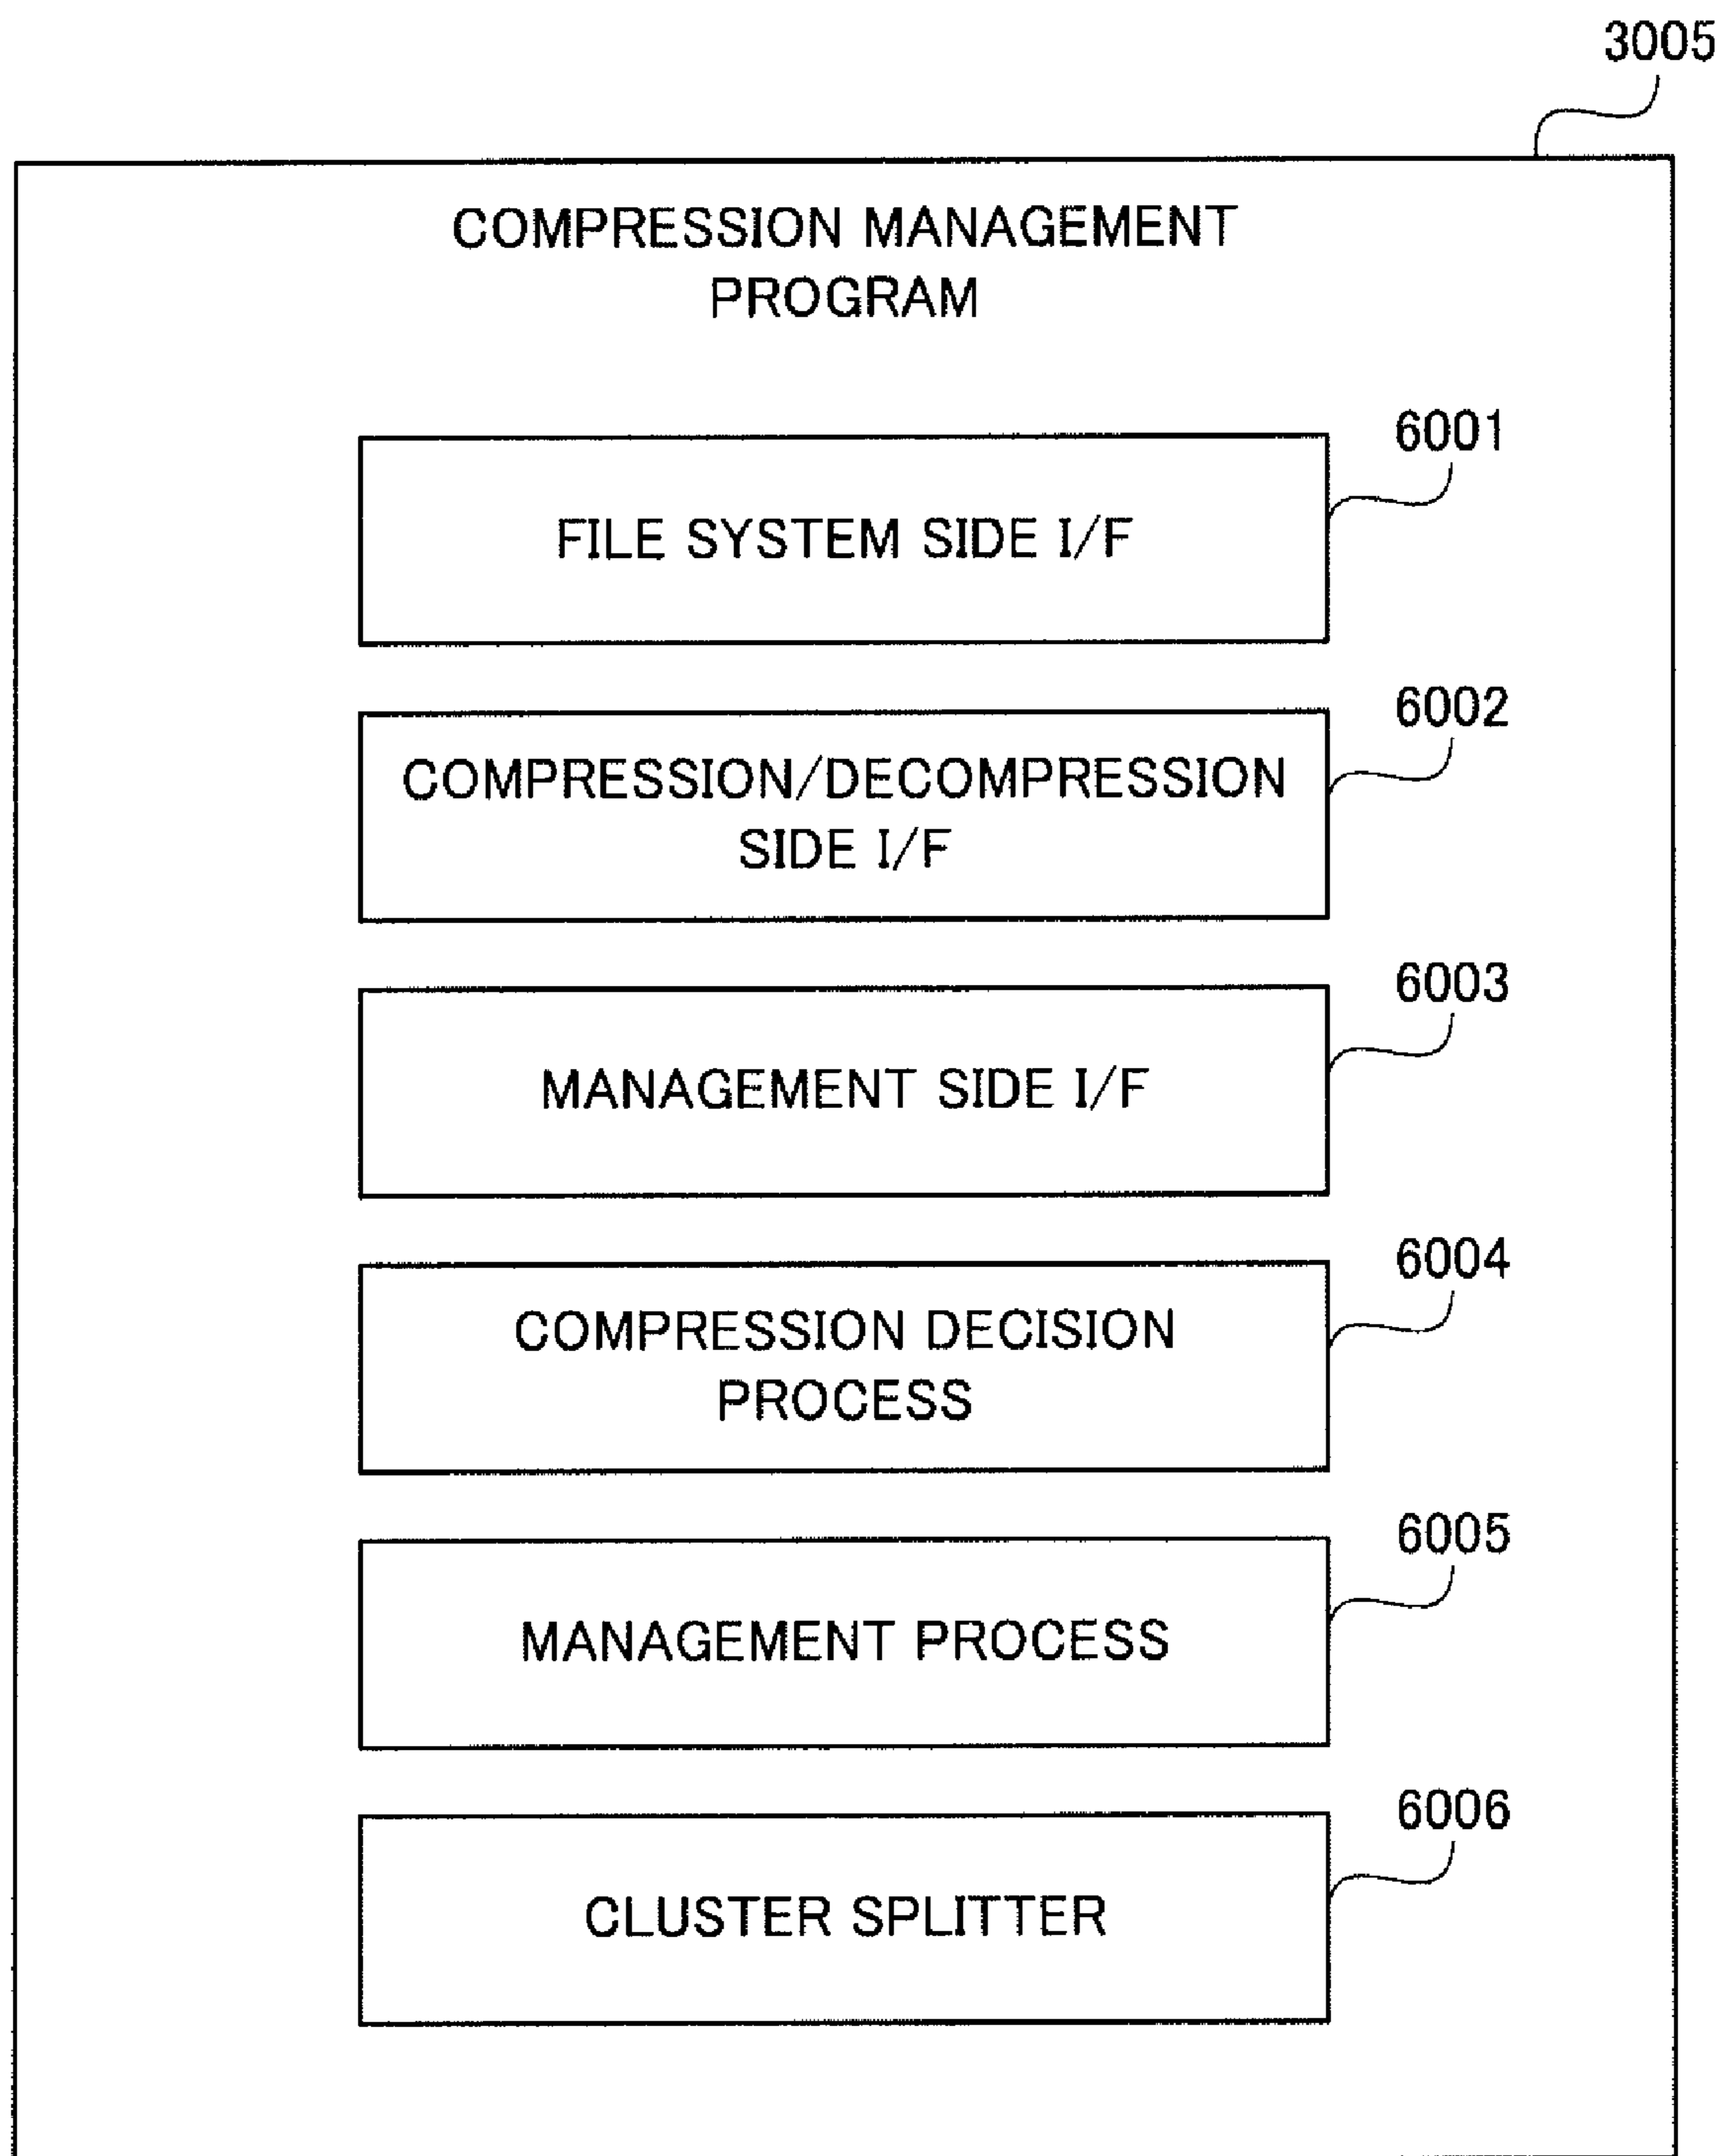 3005
COMPRESSION MANAGEMENT
PROGRAM
6001
FILE SYSTEM SIDE I/F
6002
COMPRESSION/DECOMPRESSION
SIDE I/F
6003
MANAGEMENT SIDE I/F
6004
COMPRESSION DECISION
PROCESS
6005
MANAGEMENT PROCESS
6006
CLUSTER SPLITTER